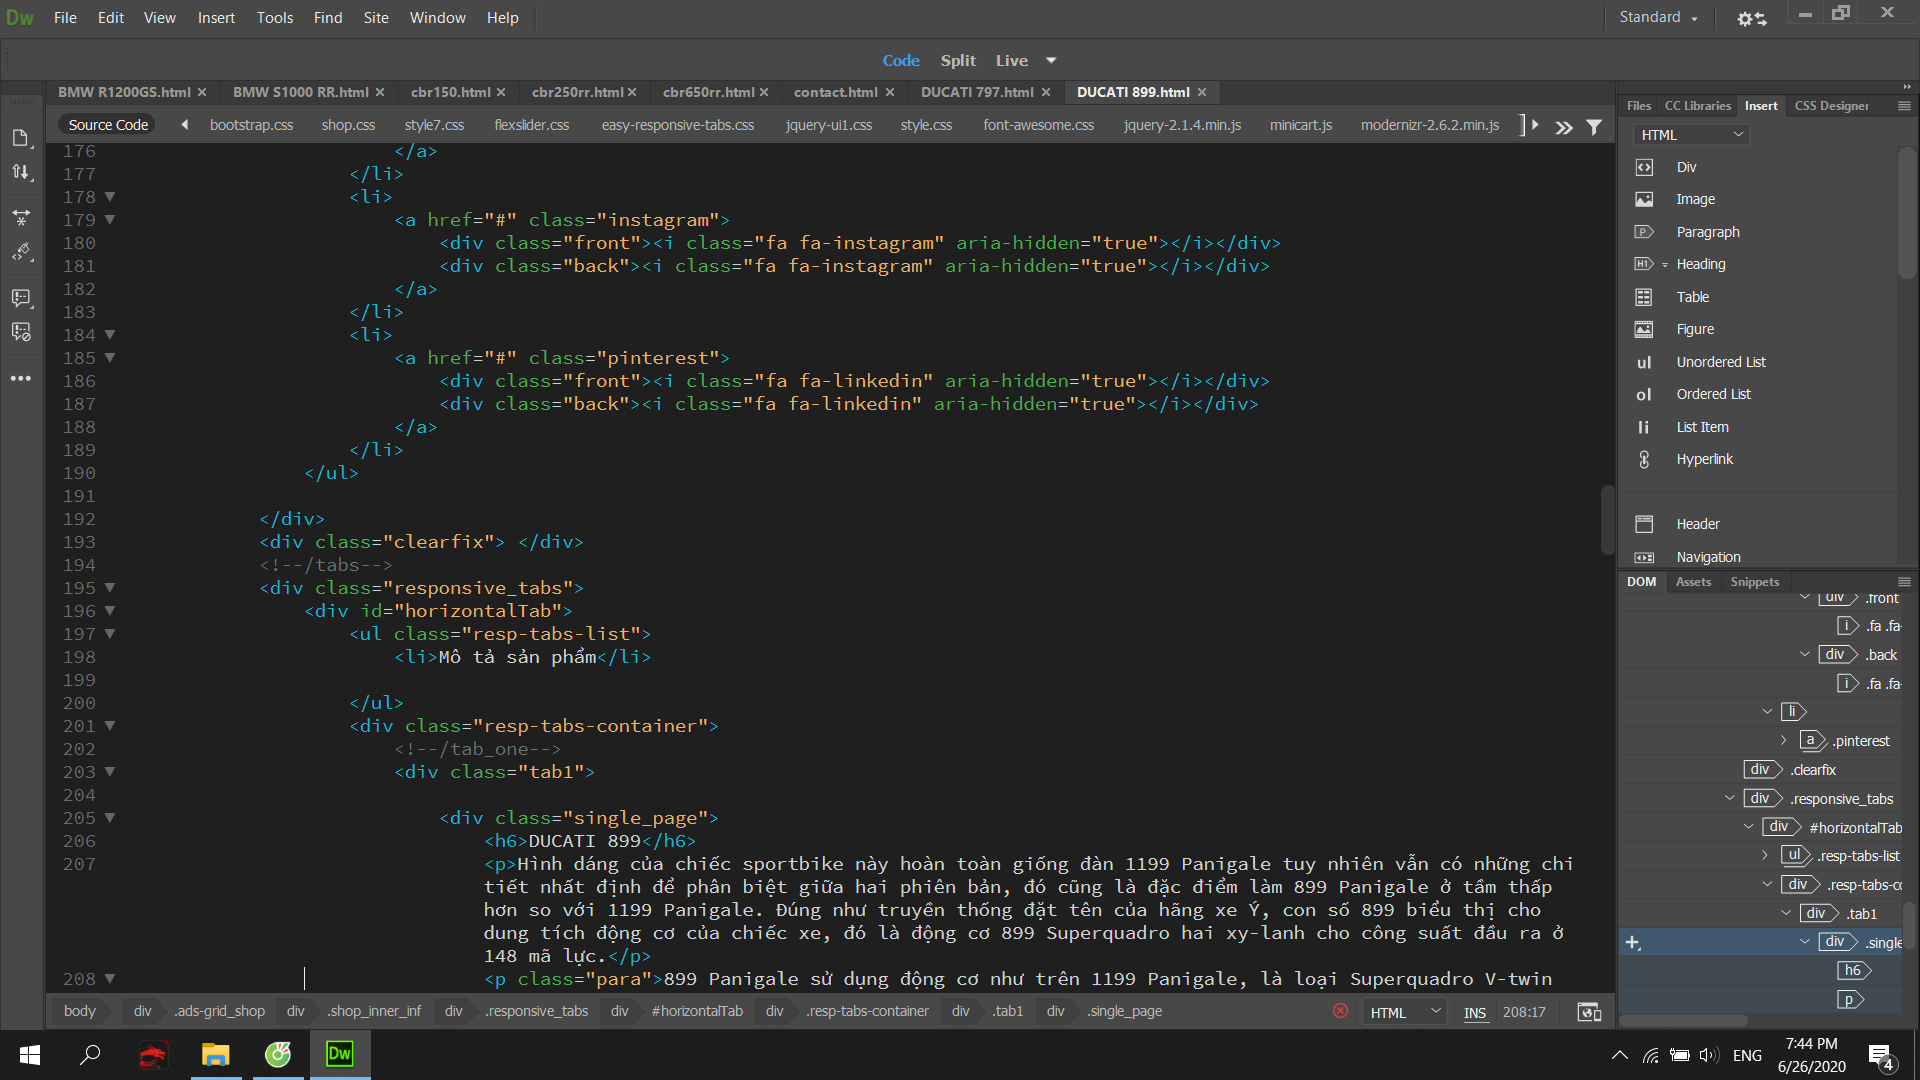 Dw File Edit View Insert Tools Find Site Window Help Standard
Code Split Live
BMW R1200GS.html BMW S1000 RR.html cbr150.html cbr250rr.html cbr650rr.html contact.html DUCATI 797.html DUCATI 899.html
Source Code bootstrap.css shop.css style7.css flexslider.css easy-responsive-tabs.css jquery-ui1.css style.css font-awesome.css jquery-2.1.4.min.js minicart.js modernizr-2.6.2.min.js
176 </a>
177 </li>
178 <li>
179 <a href="#" class="instagram">
180 <div class="front"><i class="fa fa-instagram" aria-hidden="true"></i></div>
181 <div class="back"><i class="fa fa-instagram" aria-hidden="true"></i></div>
182 </a>
183 </li>
184 <li>
185 <a href="#" class="pinterest">
186 <div class="front"><i class="fa fa-linkedin" aria-hidden="true"></i></div>
187 <div class="back"><i class="fa fa-linkedin" aria-hidden="true"></i></div>
188 </a>
189 </li>
190 </ul>
191
192 </div>
193 <div class="clearfix"> </div>
194 <!--/tabs-->
195 <div class="responsive_tabs">
196 <div id="horizontalTab">
197 <ul class="resp-tabs-list">
198 <li>Mô tả sản phẩm</li>
199
200 </ul>
201 <div class="resp-tabs-container">
202 <!--/tab_one-->
203 <div class="tab1">
204
205 <div class="single_page">
206 <h6>DUCATI 899</h6>
207 <p>Hình dáng của chiếc sportbike này hoàn toàn giống đàn 1199 Panigale tuy nhiên vẫn có những chi
tiết nhất định để phân biệt giữa hai phiên bản, đó cũng là đặc điểm làm 899 Panigale ở tầm thấp
hơn so với 1199 Panigale. Đúng như truyền thống đặt tên của hãng xe Ý, con số 899 biểu thị cho
dung tích động cơ của chiếc xe, đó là động cơ 899 Superquadro hai xy-lanh cho công suất đầu ra ở
148 mã lực.</p>
208 <p class="para">899 Panigale sử dụng động cơ như trên 1199 Panigale, là loại Superquadro V-twin
body div .ads-grid_shop div .shop_inner_inf div .responsive_tabs div #horizontalTab div .resp-tabs-container div .tab1 div .single_page HTML INS 208:17
Files CC Libraries Insert CSS Designer
HTML
Div
Image
Paragraph
H1 Heading
Table
Figure
ul Unordered List
ol Ordered List
li List Item
Hyperlink
Header
Navigation
DOM Assets Snippets
div .front
i .fa .fa-
div .back
i .fa .fa-
li
a .pinterest
div .clearfix
div .responsive_tabs
div #horizontalTab
ul .resp-tabs-list
div .resp-tabs-co
div .tab1
div .single
h6
p
Dw ENG 7:44 PM
6/26/2020 4